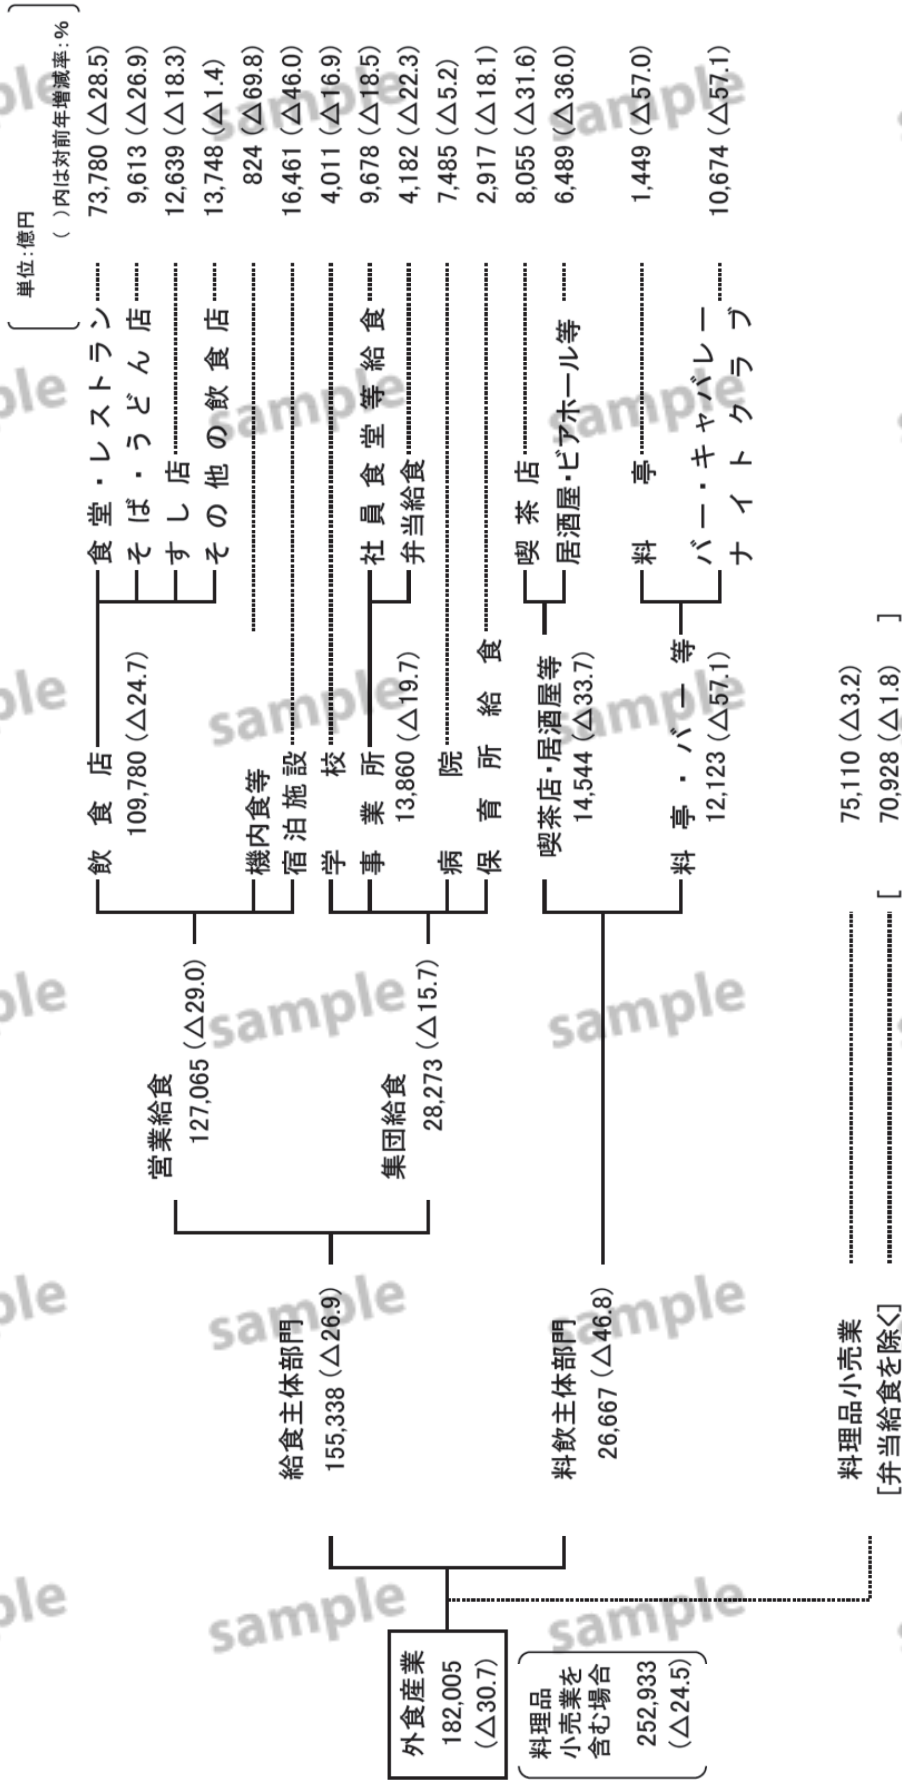 単位:億円
( )内は対前年増減率:%
外食産業
182,005
(△30.7)
料理品
小売業を
含む場合
252,933
(△24.5)
給食主体部門
155,338 (△26.9)
料飲主体部門
26,667 (△46.8)
料理品小売業
[弁当給食を除く]
75,110 (△3.2)
[70,928 (△1.8)]
営業給食
127,065 (△29.0)
集団給食
28,273 (△15.7)
飲食店
109,780 (△24.7)
機内食等
宿泊施設
学校
事業所
13,860 (△19.7)
病院
保育所給食
喫茶店・居酒屋等
14,544 (△33.7)
料亭・バー等
12,123 (△57.1)
食堂・レストラン 73,780 (△28.5)
そば・うどん店 9,613 (△26.9)
すし店 12,639 (△18.3)
その他の飲食店 13,748 (△1.4)
824 (△69.8)
16,461 (△46.0)
4,011 (△6.9)
社員食堂等給食 9,678 (△18.5)
弁当給食 4,182 (△22.3)
7,485 (△5.2)
2,917 (△18.1)
喫茶店 8,055 (△31.6)
居酒屋・ビアホール等 6,489 (△36.0)
料亭 1,449 (△57.0)
バー・キャバレー
ナイトクラブ 10,674 (△57.1)
sample